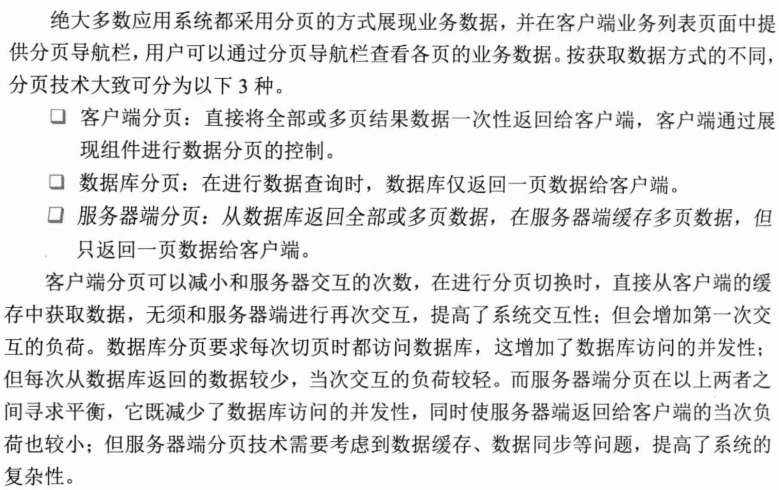 绝大多数应用系统都采用分页的方式展现业务数据，并在客户端业务列表页面中提
供分页导航栏，用户可以通过分页导航栏查看各页的业务数据。按获取数据方式的不同，
分页技术大致可分为以下 3 种。
❏ 客户端分页：直接将全部或多页结果数据一次性返回给客户端，客户端通过展
现组件进行数据分页的控制。
❏ 数据库分页：在进行数据查询时，数据库仅返回一页数据给客户端。
❏ 服务器端分页：从数据库返回全部或多页数据，在服务器端缓存多页数据，但
只返回一页数据给客户端。
客户端分页可以减小和服务器交互的次数，在进行分页切换时，直接从客户端的缓
存中获取数据，无须和服务器端进行再次交互，提高了系统交互性；但会增加第一次交
互的负荷。数据库分页要求每次切页时都访问数据库，这增加了数据库访问的并发性；
但每次从数据库返回的数据较少，当次交互的负荷较轻。而服务器端分页在以上两者之
间寻求平衡，它既减少了数据库访问的并发性，同时使服务器端返回给客户端的当次负
荷也较小；但服务器端分页技术需要考虑到数据缓存、数据同步等问题，提高了系统的
复杂性。